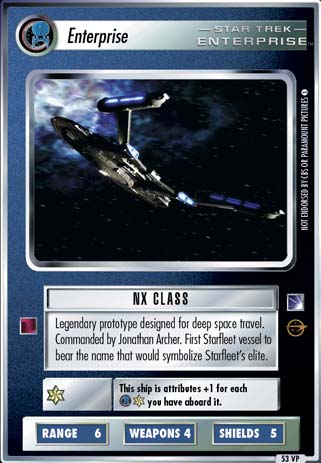 Enterprise
STAR TREK
ENTERPRISE™
NOT ENDORSED BY CBS OR PARAMOUNT PICTURES
NX CLASS
Legendary prototype designed for deep space travel.
Commanded by Jonathan Archer. First Starfleet vessel to
bear the name that would symbolize Starfleet's elite.
This ship is attributes +1 for each
you have aboard it.
RANGE 6
WEAPONS 4
SHIELDS 5
53 VP